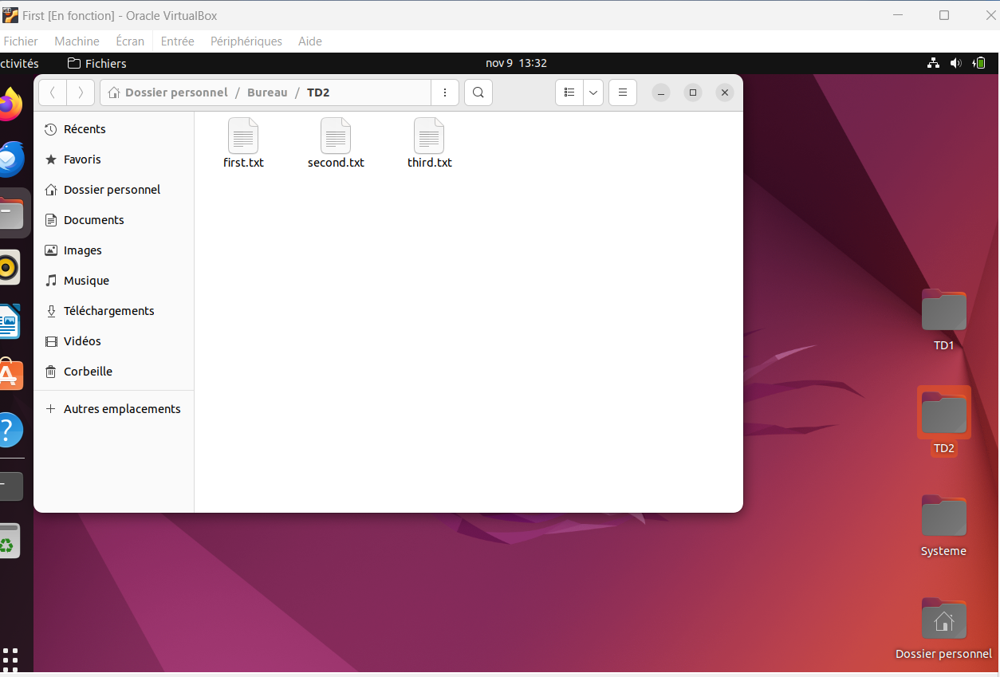 First [En fonction] - Oracle VirtualBox
Fichier Machine Écran Entrée Périphériques Aide
ctivités Fichiers nov 9 13:32
Dossier personnel / Bureau / TD2
Récents
Favoris
Dossier personnel
Documents
Images
Musique
Téléchargements
Vidéos
Corbeille
Autres emplacements
first.txt second.txt third.txt
TD1
TD2
Systeme
Dossier personnel